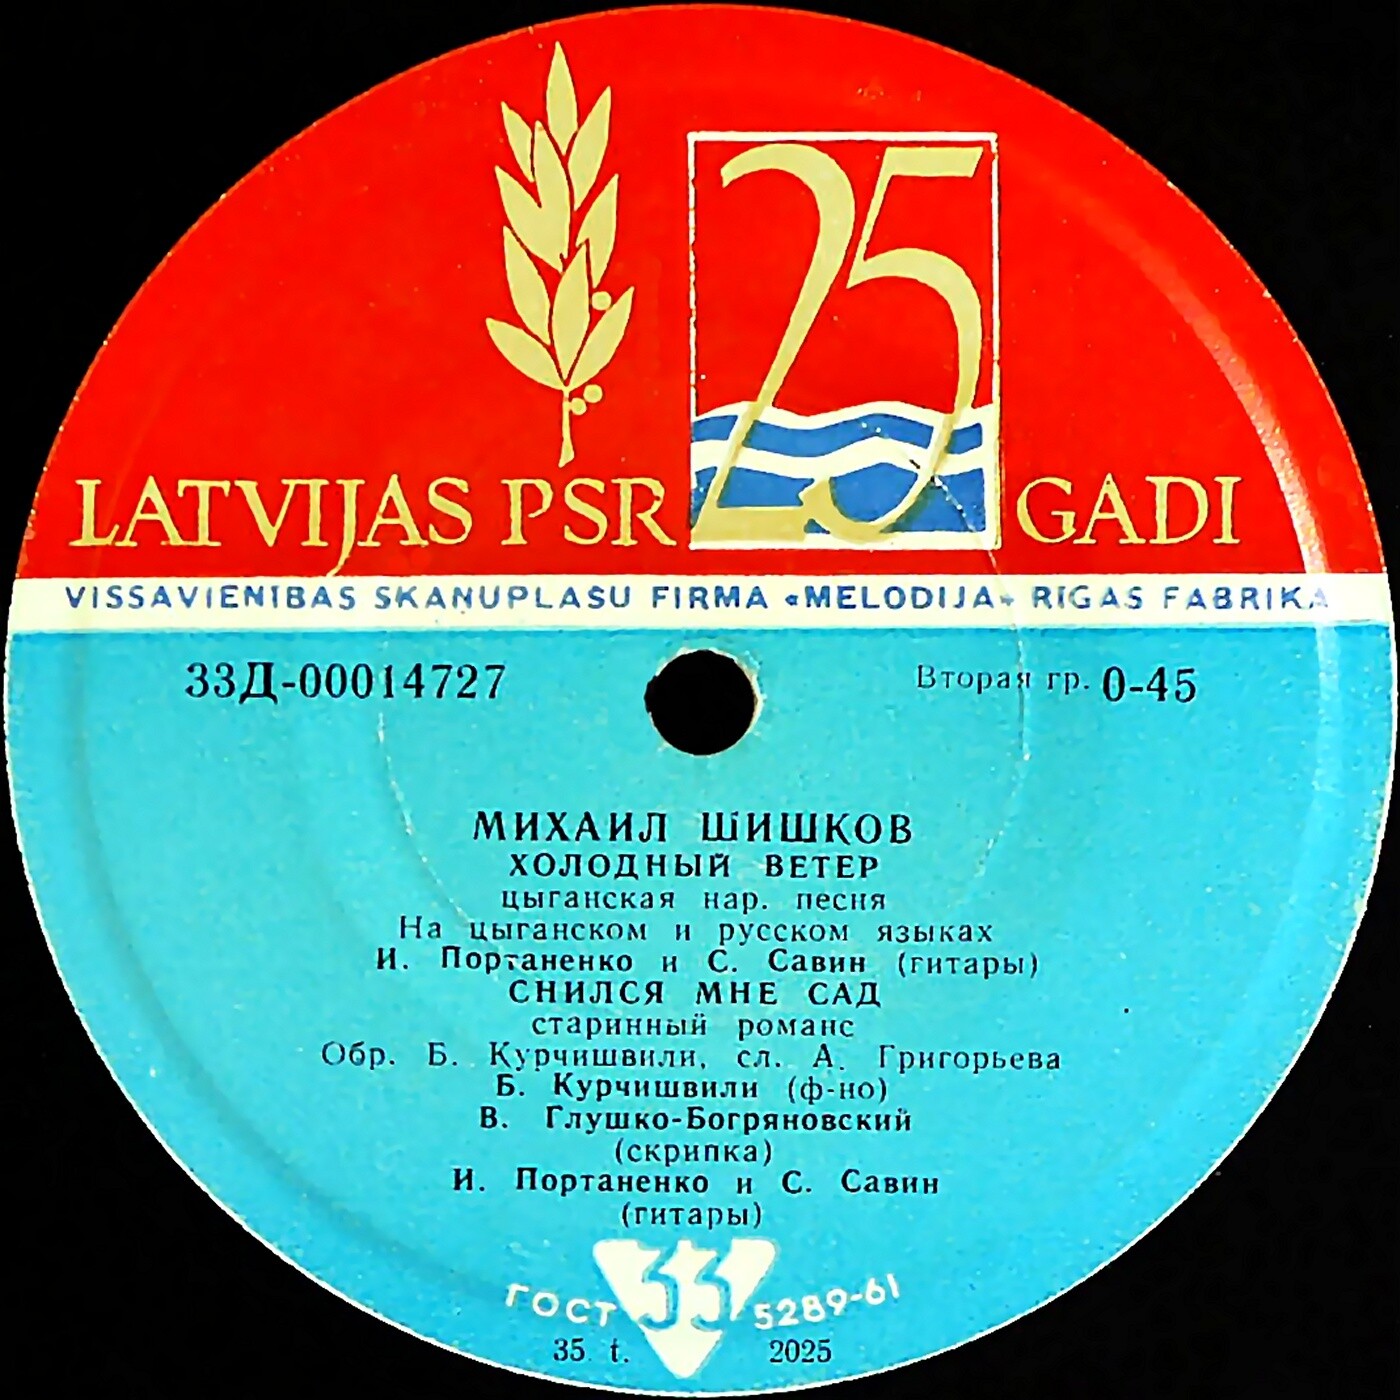 25
LATVIJAS PSR GADI
VISSAVIENĪBAS SKAŅUPLAŠU FIRMA «MELODIJA» RĪGAS FABRIKA
33Д-00014727 Вторая гр. 0-45
МИХАИЛ ШИШКОВ
ХОЛОДНЫЙ ВЕТЕР
цыганская нар. песня
На цыганском и русском языках
И. Портаненко и С. Савин (гитары)
СНИЛСЯ МНЕ САД
старинный романс
Обр. Б. Курчишвили, сл. А. Григорьева
Б. Курчишвили (ф-но)
В. Глушко-Богряновский
(скрипка)
И. Портаненко и С. Савин
(гитары)
ГОСТ 33 5289-61
35. t. 2025